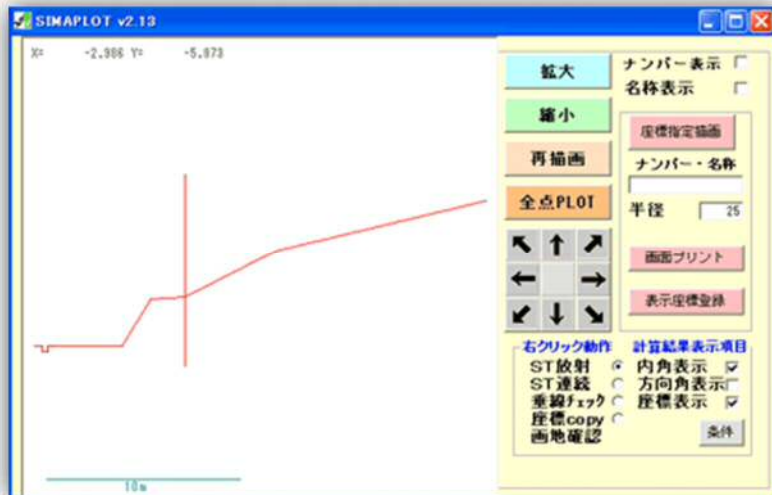 SIMAPLOT v2.13
X= -2.986 Y= -5.873
拡大
縮小
再描画
全点PLOT
ナンバー表示
名称表示
座標指定描画
ナンバー・名称
半径 25
画面プリント
表示座標登録
右クリック動作
ST放射
ST連続
垂線チェック
座標copy
画地確認
計算結果表示項目
内角表示
方向角表示
座標表示
条件
10m